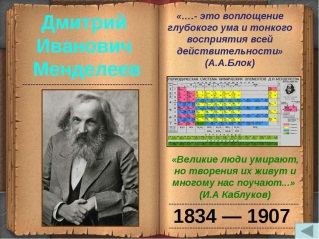 Дмитрий
Иванович
Менделеев
«….- это воплощение
глубокого ума и тонкого
восприятия всей
действительности»
(А.А.Блок)
«Великие люди умирают,
но творения их живут и
многому нас поучают...»
(И.А Каблуков)
1834 — 1907